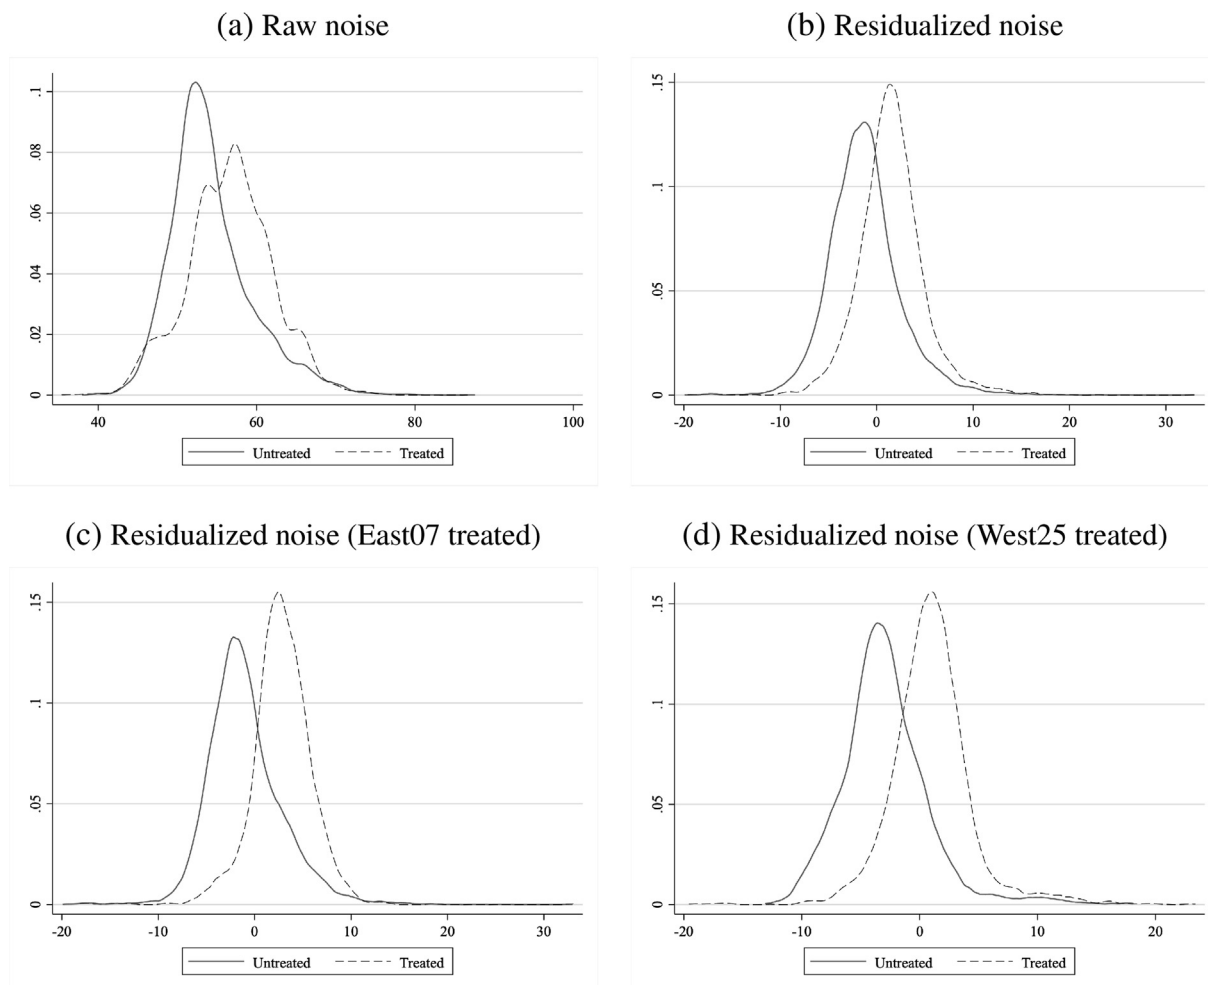 (a) Raw noise
.1
.08
.06
.04
.02
0
40 60 80 100
Untreated Treated
(b) Residualized noise
.15
.1
.05
0
-20 -10 0 10 20 30
Untreated Treated
(c) Residualized noise (East07 treated)
.15
.1
.05
0
-20 -10 0 10 20 30
Untreated Treated
(d) Residualized noise (West25 treated)
.15
.1
.05
0
-20 -10 0 10 20
Untreated Treated